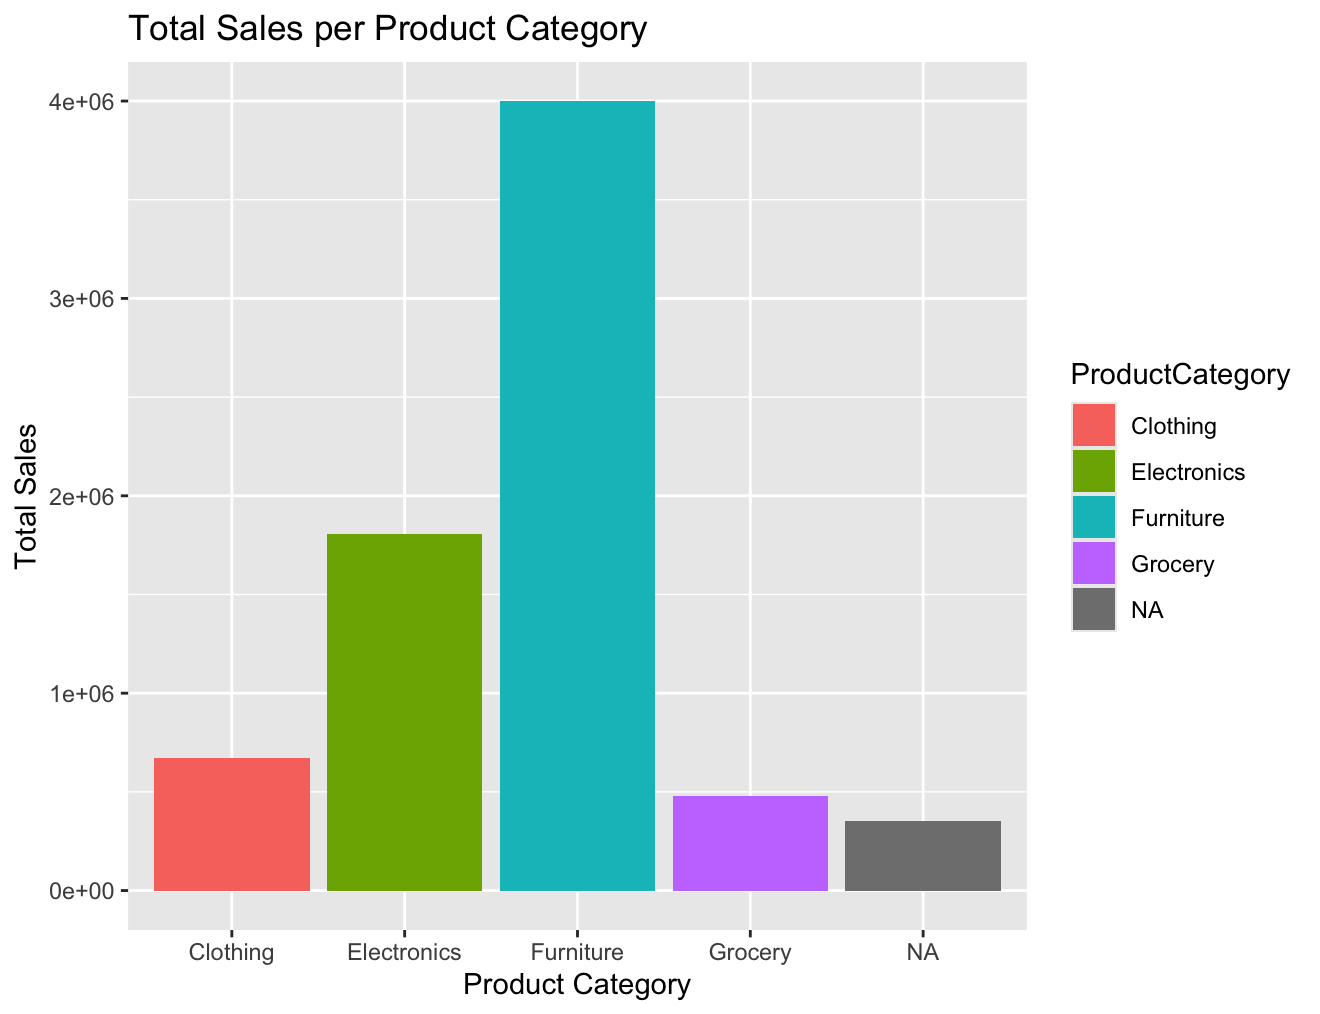 Total Sales per Product Category
4e+06
3e+06
2e+06
1e+06
0e+00
Total Sales
Clothing Electronics Furniture Grocery NA
Product Category
ProductCategory
Clothing
Electronics
Furniture
Grocery
NA